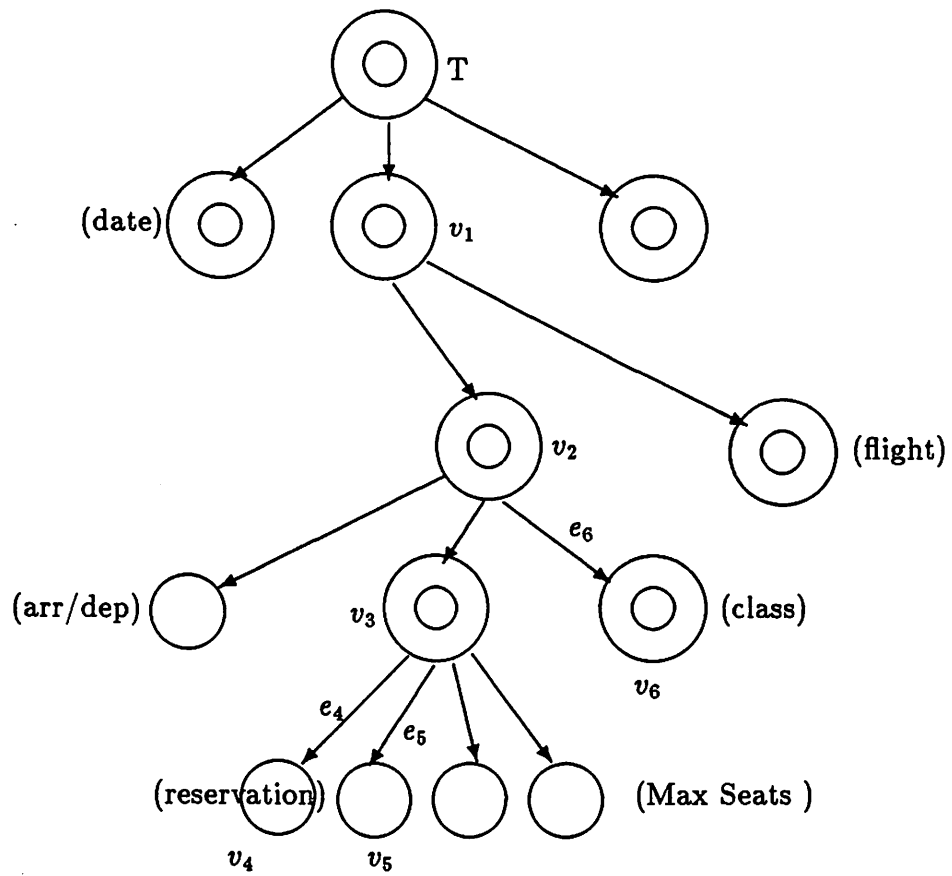 T
(date)
v1
v2
(flight)
e6
(arr/dep)
v3
(class)
v6
e4
e5
(reservation)
(Max Seats )
v4
v5